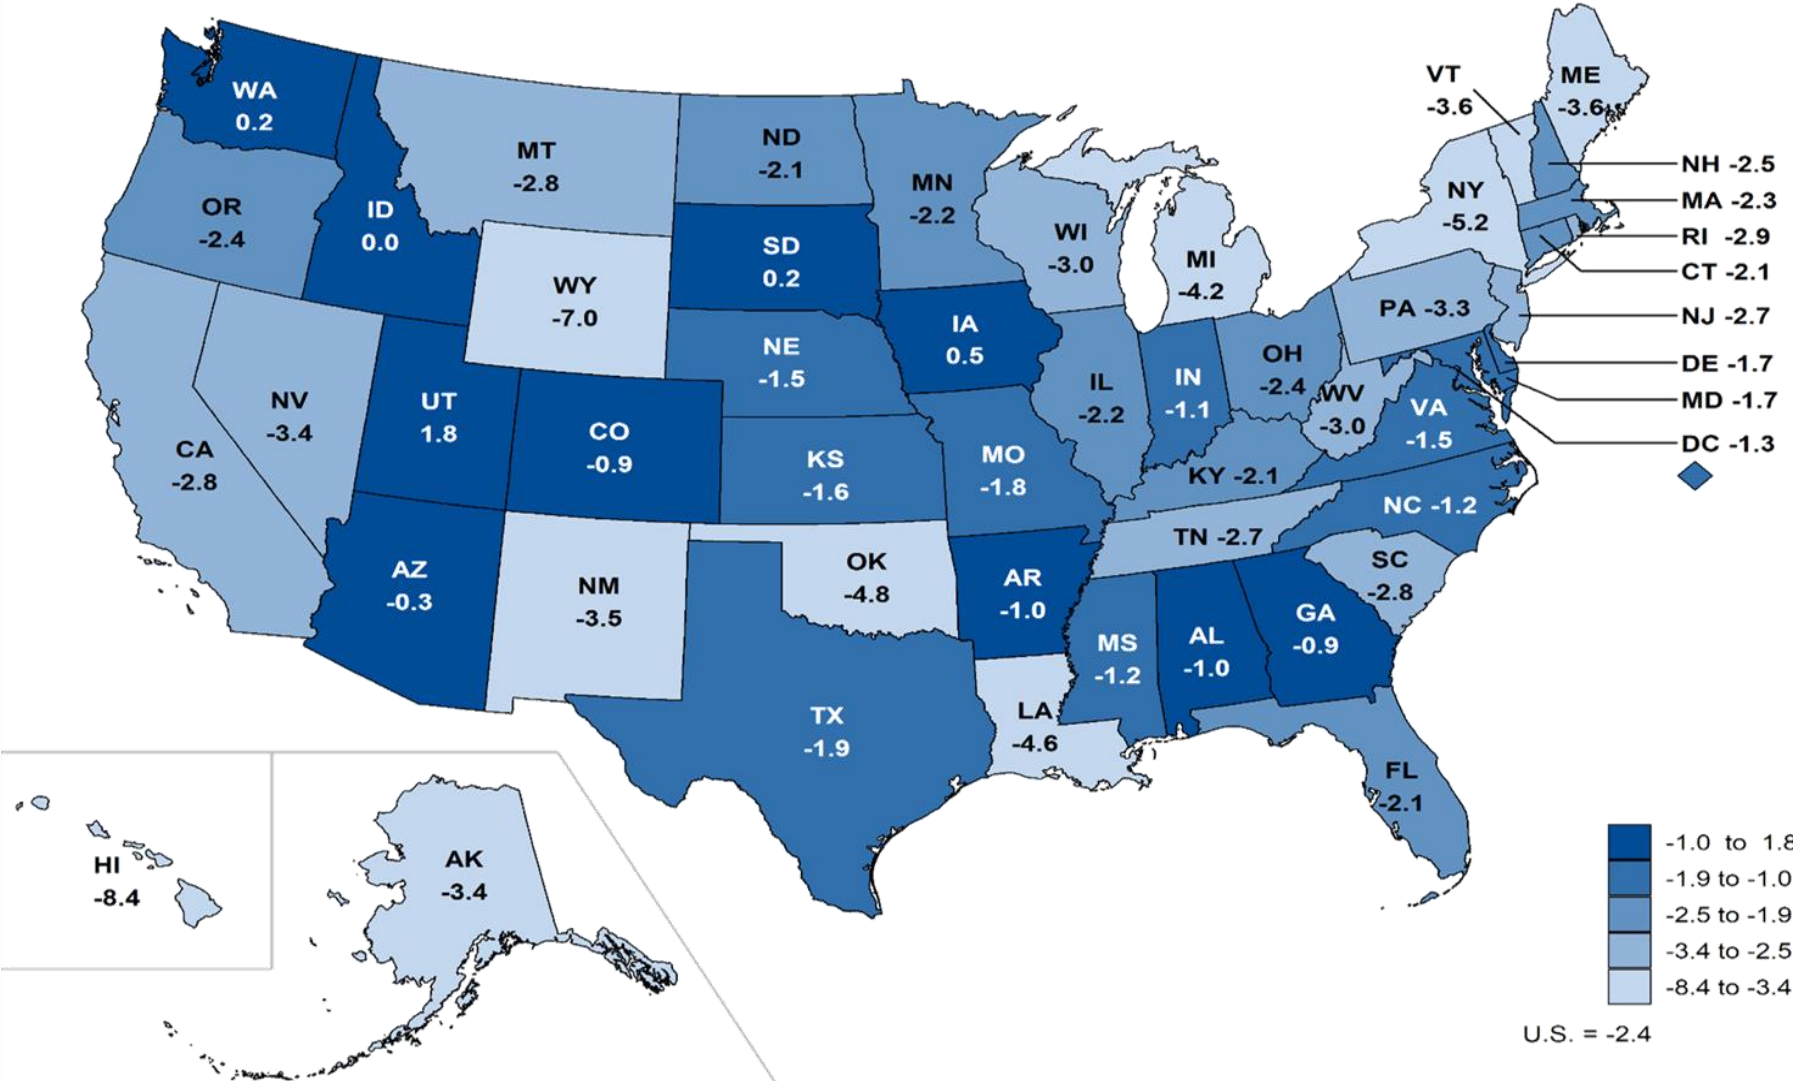 WA
0.2
OR
-2.4
ID
0.0
MT
-2.8
ND
-2.1
MN
-2.2
SD
0.2
WY
-7.0
WI
-3.0
MI
-4.2
VT
-3.6
ME
-3.6
NY
-5.2
NH -2.5
MA -2.3
RI -2.9
CT -2.1
NJ -2.7
DE -1.7
MD -1.7
DC -1.3
PA -3.3
IA
0.5
NE
-1.5
IL
-2.2
IN
-1.1
OH
-2.4
WV
-3.0
VA
-1.5
NV
-3.4
CA
-2.8
UT
1.8
CO
-0.9
KS
-1.6
MO
-1.8
KY -2.1
NC -1.2
TN -2.7
SC
-2.8
AZ
-0.3
NM
-3.5
OK
-4.8
AR
-1.0
MS
-1.2
AL
-1.0
GA
-0.9
TX
-1.9
LA
-4.6
FL
-2.1
HI
-8.4
AK
-3.4
-1.0 to 1.8
-1.9 to -1.0
-2.5 to -1.9
-3.4 to -2.5
-8.4 to -3.4
U.S. = -2.4